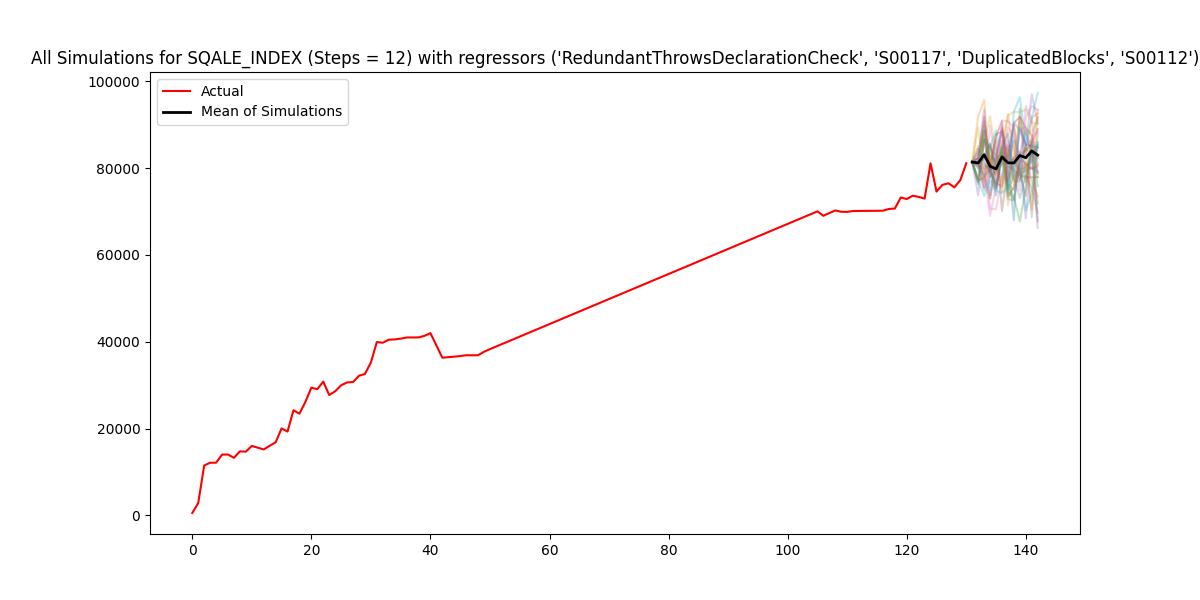 All Simulations for SQALE_INDEX (Steps = 12) with regressors ('RedundantThrowsDeclarationCheck', 'S00117', 'DuplicatedBlocks', 'S00112')
Actual
Mean of Simulations
100000
80000
60000
40000
20000
0
0 20 40 60 80 100 120 140